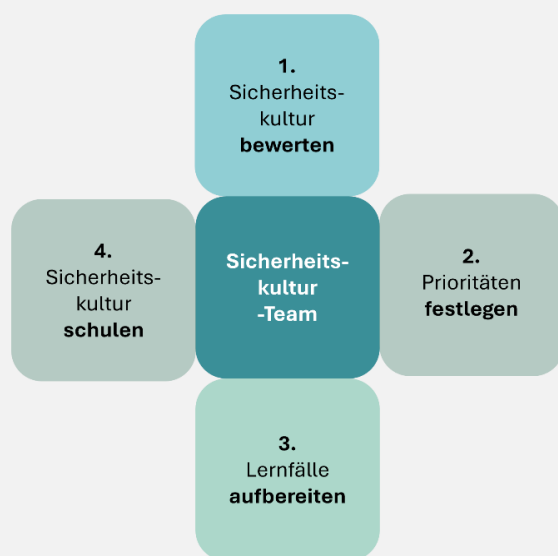 1.
Sicherheits-
kultur
bewerten
Sicherheits-
kultur
-Team
2.
Prioritäten
festlegen
3.
Lernfälle
aufbereiten
4.
Sicherheits-
kultur
schulen